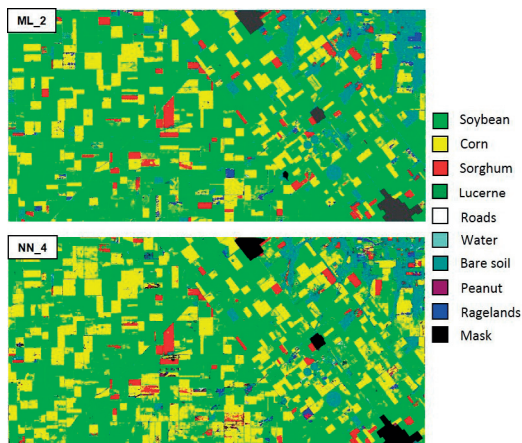 ML_2
NN_4
Soybean
Corn
Sorghum
Lucerne
Roads
Water
Bare soil
Peanut
Ragelands
Mask